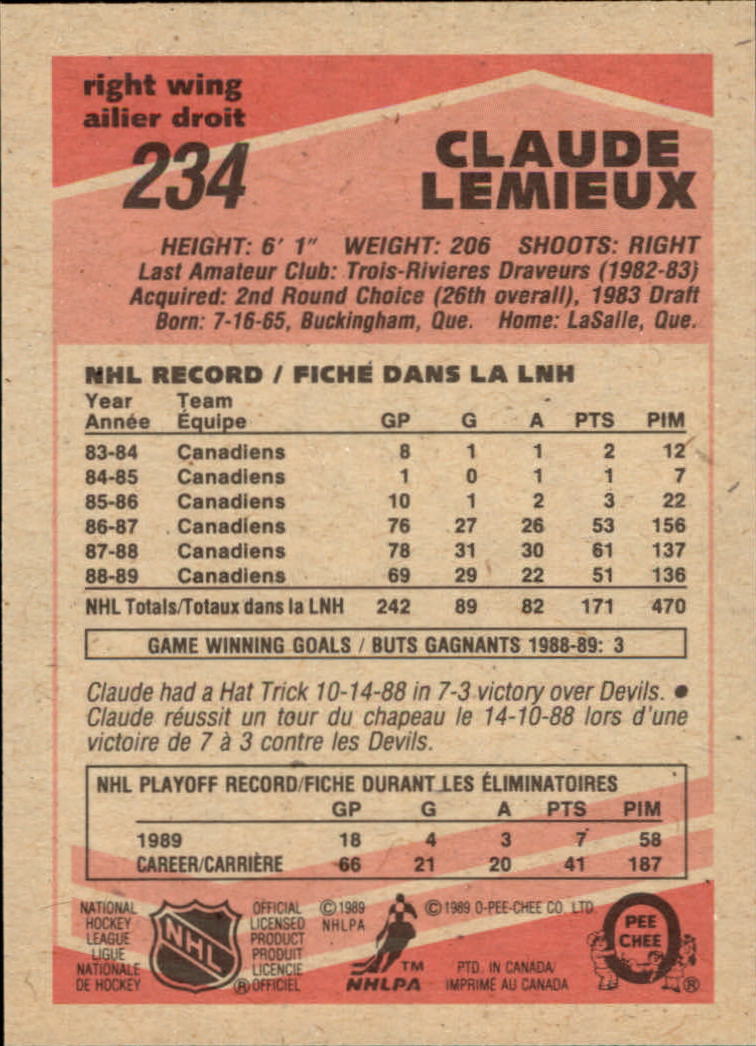 right wing
ailier droit
234
CLAUDE
LEMIEUX
HEIGHT: 6' 1" WEIGHT: 206 SHOOTS: RIGHT
Last Amateur Club: Trois-Rivieres Draveurs (1982-83)
Acquired: 2nd Round Choice (26th overall), 1983 Draft
Born: 7-16-65, Buckingham, Que. Home: LaSalle, Que.
NHL RECORD / FICHE DANS LA LNH
Year Team
Année Équipe GP G A PTS PIM
83-84 Canadiens 8 1 1 2 12
84-85 Canadiens 1 0 1 1 7
85-86 Canadiens 10 1 2 3 22
86-87 Canadiens 76 27 26 53 156
87-88 Canadiens 78 31 30 61 137
88-89 Canadiens 69 29 22 51 136
NHL Totals/Totaux dans la LNH 242 89 82 171 470
GAME WINNING GOALS / BUTS GAGNANTS 1988-89: 3
Claude had a Hat Trick 10-14-88 in 7-3 victory over Devils. ●
Claude réussit un tour du chapeau le 14-10-88 lors d'une
victoire de 7 à 3 contre les Devils.
NHL PLAYOFF RECORD/FICHE DURANT LES ÉLIMINATOIRES
GP G A PTS PIM
1989 18 4 3 7 58
CAREER/CARRIÈRE 66 21 20 41 187
NATIONAL
HOCKEY
LEAGUE
LIGUE
NATIONALE
DE HOCKEY
NHL
®
OFFICIAL
LICENSED
PRODUCT
PRODUIT
LICENCIE
OFFICIEL
© 1989
NHLPA
TM
NHLPA
© 1989 O-PEE-CHEE CO. LTD.
PTD. IN CANADA/
IMPRIMÉ AU CANADA
O
PEE
CHEE
®